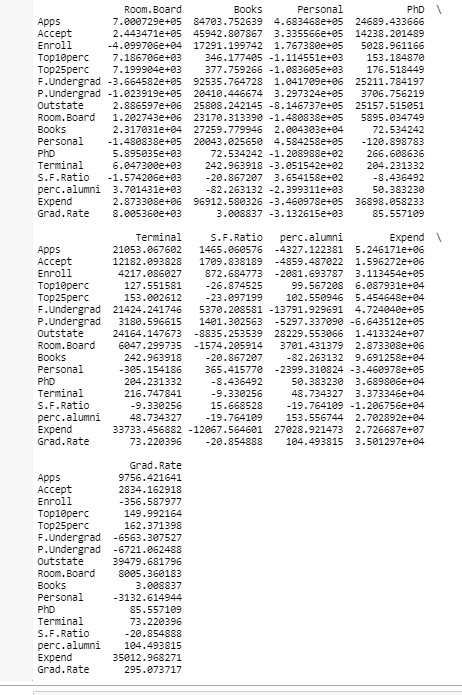 Room.Board Books Personal PhD \
Apps 7.000729e+05 84703.752639 4.683468e+05 24689.433666
Accept 2.443471e+05 45942.807867 3.335566e+05 14238.201489
Enroll -4.099706e+04 17291.199742 1.767380e+05 5028.961166
Top10perc 7.186706e+03 346.177405 -1.114551e+03 153.184870
Top25perc 7.199904e+03 377.759266 -1.083605e+03 176.518449
F.Undergrad -3.664582e+05 92535.764728 1.041709e+06 25211.784197
P.Undergrad -1.023919e+05 20410.446674 3.297324e+05 3706.756219
Outstate 2.886597e+06 25808.242145 -8.146737e+05 25157.515051
Room.Board 1.202743e+06 23170.313390 -1.480838e+05 5895.034749
Books 2.317031e+04 27259.779946 2.004303e+04 72.534242
Personal -1.480838e+05 20043.025650 4.584258e+05 -120.898783
PhD 5.895035e+03 72.534242 -1.208988e+02 266.608636
Terminal 6.047300e+03 242.963918 -3.051542e+02 204.231332
S.F.Ratio -1.574206e+03 -20.867207 3.654158e+02 -8.436492
perc.alumni 3.701431e+03 -82.263132 -2.399311e+03 50.383230
Expend 2.873308e+06 96912.580326 -3.460978e+05 36898.058233
Grad.Rate 8.005360e+03 3.008837 -3.132615e+03 85.557109
Terminal S.F.Ratio perc.alumni Expend \
Apps 21053.067602 1465.060576 -4327.122381 5.246171e+06
Accept 12182.093828 1709.838189 -4859.487022 1.596272e+06
Enroll 4217.086027 872.684773 -2081.693787 3.113454e+05
Top10perc 127.551581 -26.874525 99.567208 6.087931e+04
Top25perc 153.002612 -23.097199 102.550946 5.454648e+04
F.Undergrad 21424.241746 5370.208581 -13791.929691 4.724040e+05
P.Undergrad 3180.596615 1401.302563 -5297.337090 -6.643512e+05
Outstate 24164.147673 -8835.253539 28229.553066 1.413324e+07
Room.Board 6047.299735 -1574.205914 3701.431379 2.873308e+06
Books 242.963918 -20.867207 -82.263132 9.691258e+04
Personal -305.154186 365.415770 -2399.310824 -3.460978e+05
PhD 204.231332 -8.436492 50.383230 3.689806e+04
Terminal 216.747841 -9.330256 48.734327 3.373346e+04
S.F.Ratio -9.330256 15.668528 -19.764109 -1.206756e+04
perc.alumni 48.734327 -19.764109 153.556744 2.702892e+04
Expend 33733.456882 -12067.564601 27028.921473 2.726687e+07
Grad.Rate 73.220396 -20.854888 104.493815 3.501297e+04
Grad.Rate
Apps 9756.421641
Accept 2834.162918
Enroll -356.587977
Top10perc 149.992164
Top25perc 162.371398
F.Undergrad -6563.307527
P.Undergrad -6721.062488
Outstate 39479.681796
Room.Board 8005.360183
Books 3.008837
Personal -3132.614944
PhD 85.557109
Terminal 73.220396
S.F.Ratio -20.854888
perc.alumni 104.493815
Expend 35012.968271
Grad.Rate 295.073717